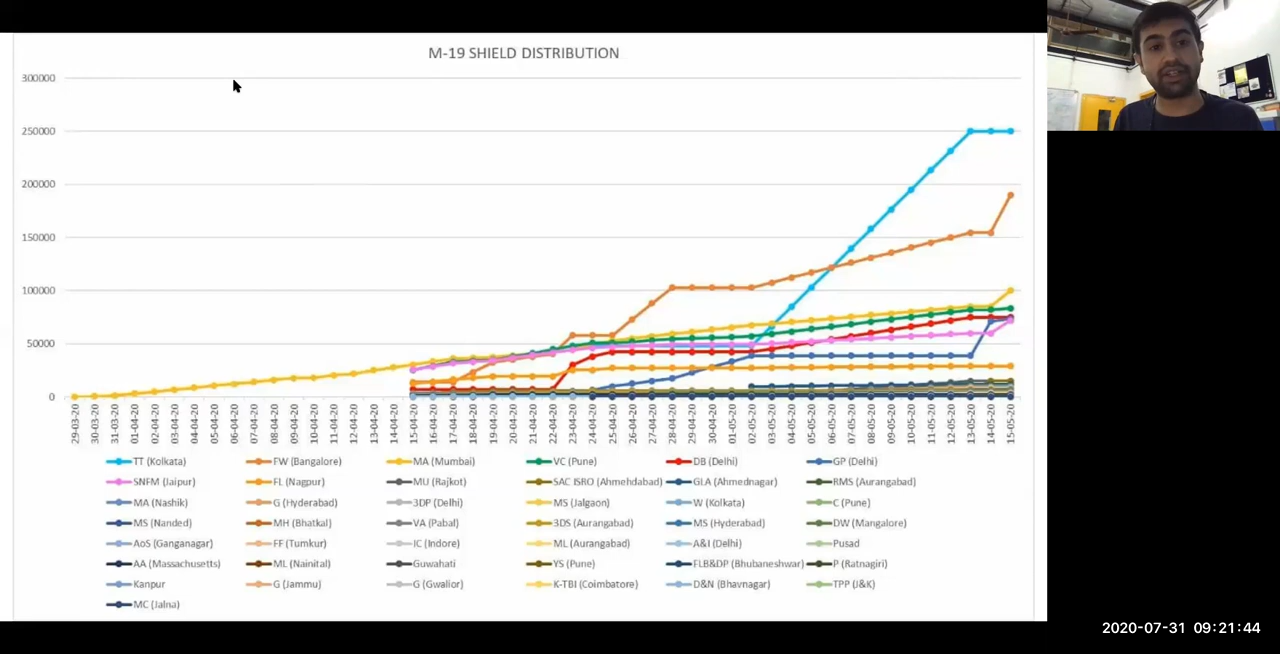 M-19 SHIELD DISTRIBUTION
300000
250000
200000
150000
100000
50000
0
29-03-20 30-03-20 31-03-20 01-04-20 02-04-20 03-04-20 04-04-20 05-04-20 06-04-20 07-04-20 08-04-20 09-04-20 10-04-20 11-04-20 12-04-20 13-04-20 14-04-20 15-04-20 16-04-20 17-04-20 18-04-20 19-04-20 20-04-20 21-04-20 22-04-20 23-04-20 24-04-20 25-04-20 26-04-20 27-04-20 28-04-20 29-04-20 30-04-20 01-05-20 02-05-20 03-05-20 04-05-20 05-05-20 06-05-20 07-05-20 08-05-20 09-05-20 10-05-20 11-05-20 12-05-20 13-05-20 14-05-20 15-05-20
TT (Kolkata) FW (Bangalore) MA (Mumbai) VC (Pune) DB (Delhi) GP (Delhi)
SNFM (Jaipur) FL (Nagpur) MU (Rajkot) SAC ISRO (Ahmehdabad) GLA (Ahmednagar) RMS (Aurangabad)
MA (Nashik) G (Hyderabad) 3DP (Delhi) MS (Jalgaon) W (Kolkata) C (Pune)
MS (Nanded) MH (Bhatkal) VA (Pabal) 3DS (Aurangabad) MS (Hyderabad) DW (Mangalore)
AoS (Ganganagar) FF (Tumkur) IC (Indore) ML (Aurangabad) A&I (Delhi) Pusad
AA (Massachusetts) ML (Nainital) Guwahati YS (Pune) FLB&DP (Bhubaneshwar) P (Ratnagiri)
Kanpur G (Jammu) G (Gwalior) K-TBI (Coimbatore) D&N (Bhavnagar) TPP (J&K)
MC (Jalna)
2020-07-31 09:21:44